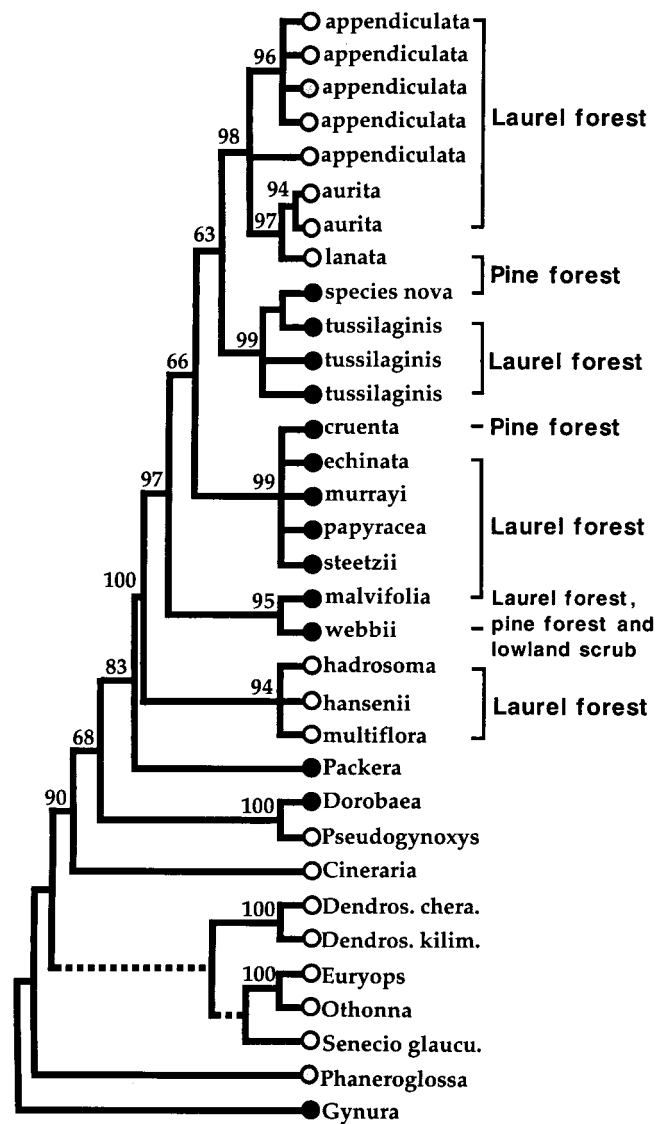 96
appendiculata
appendiculata
appendiculata
appendiculata
Laurel forest
98
appendiculata
94
aurita
97
aurita
63
lanata
Pine forest
species nova
tussilaginis
99
tussilaginis
Laurel forest
66
tussilaginis
cruenta
Pine forest
echinata
97
99
murrayi
Laurel forest
papyracea
steetzii
100
95
malvifolia
webbii
Laurel forest,
pine forest and
lowland scrub
83
hadrosoma
94
hansenii
Laurel forest
multiflora
68
Packera
90
100
Dorobaea
Pseudogynoxys
Cineraria
100
Dendros. chera.
Dendros. kilim.
100
Euryops
Othonna
Senecio glaucu.
Phaneroglossa
Gynura